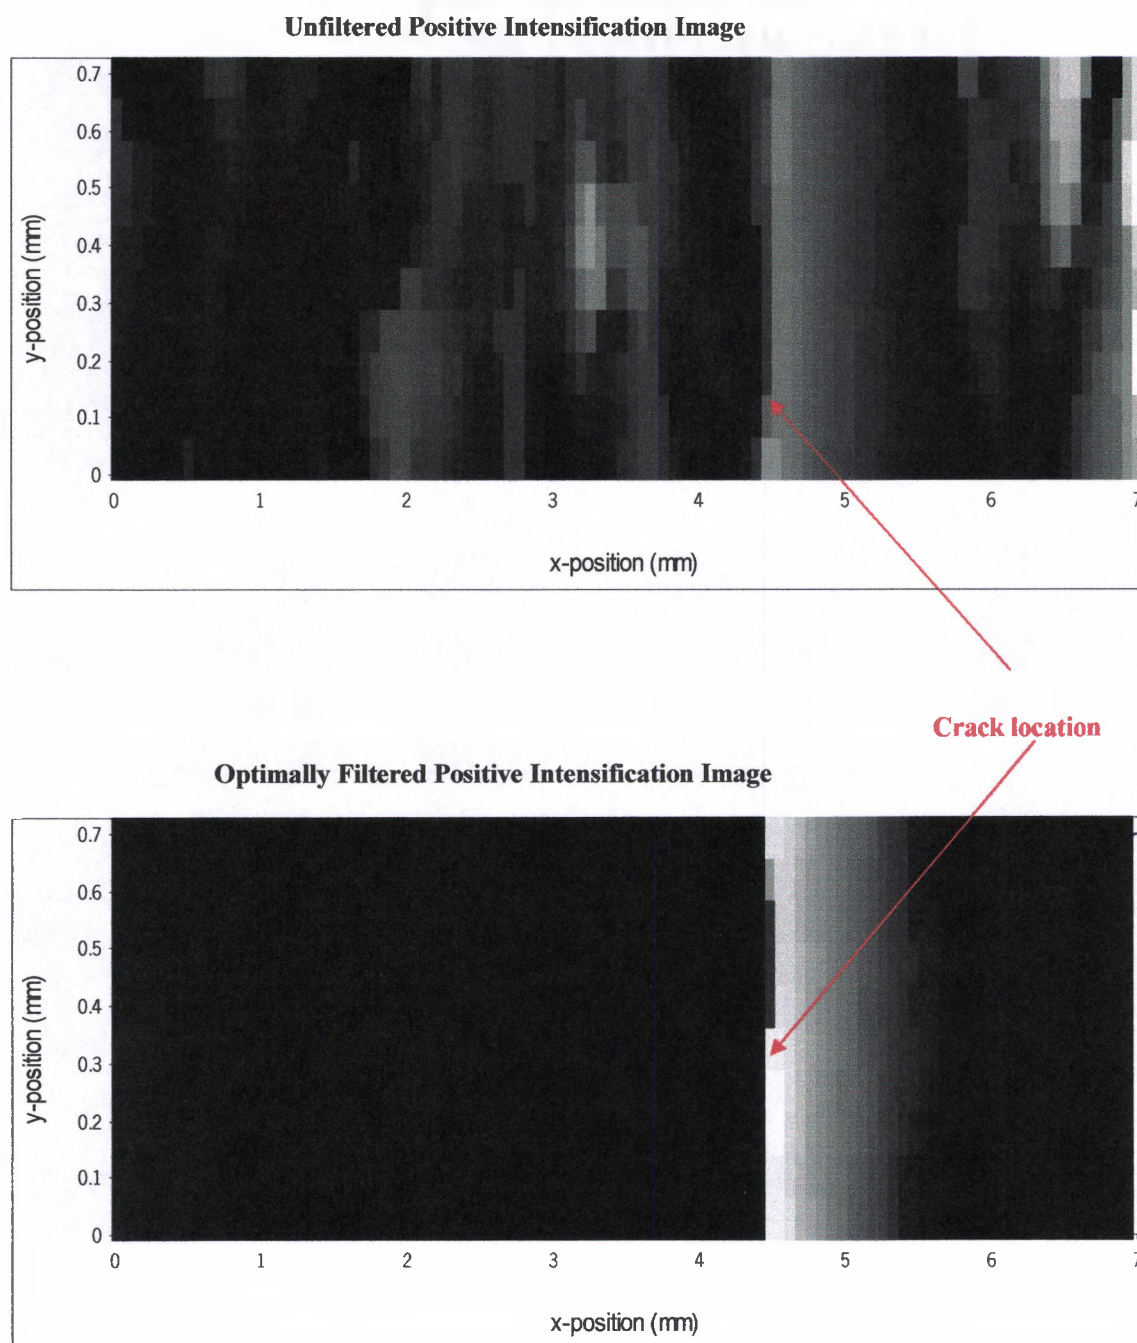 Unfiltered Positive Intensification Image
0.7
0.6
0.5
0.4
0.3
0.2
0.1
0
y-position (mm)
0 1 2 3 4 5 6 7
x-position (mm)
Crack location
Optimally Filtered Positive Intensification Image
0.7
0.6
0.5
0.4
0.3
0.2
0.1
0
y-position (mm)
0 1 2 3 4 5 6 7
x-position (mm)